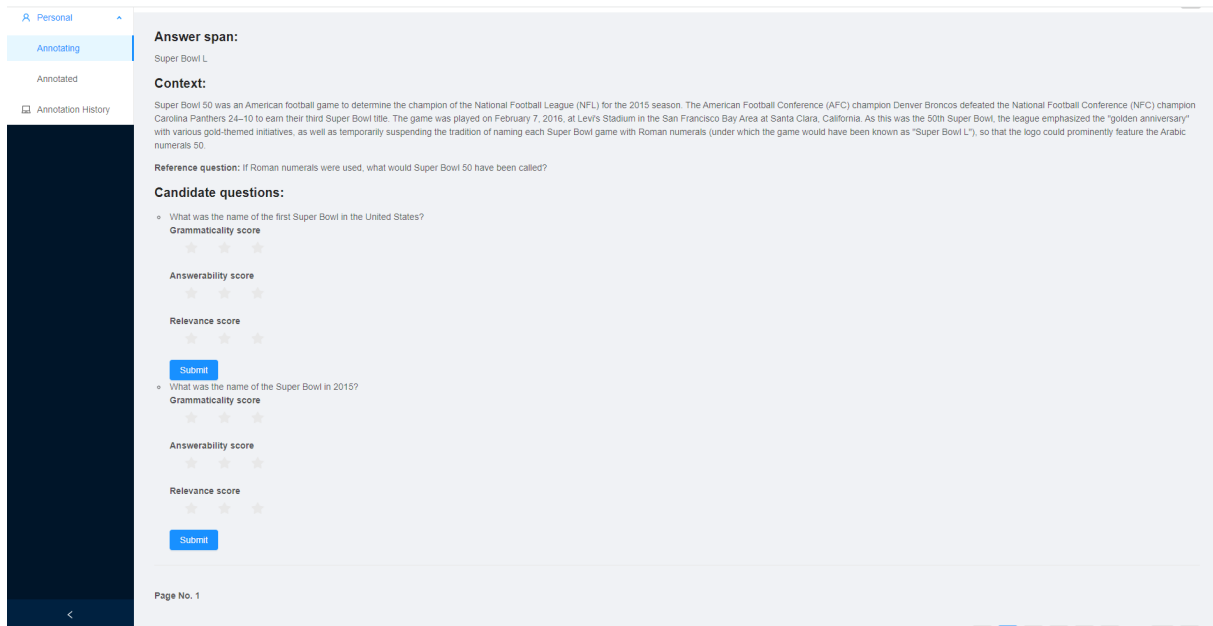 Personal
Annotating
Annotated
Annotation History
Answer span:
Super Bowl L
Context:
Super Bowl 50 was an American football game to determine the champion of the National Football League (NFL) for the 2015 season. The American Football Conference (AFC) champion Denver Broncos defeated the National Football Conference (NFC) champion
Carolina Panthers 24–10 to earn their third Super Bowl title. The game was played on February 7, 2016, at Levi's Stadium in the San Francisco Bay Area at Santa Clara, California. As this was the 50th Super Bowl, the league emphasized the "golden anniversary"
with various gold-themed initiatives, as well as temporarily suspending the tradition of naming each Super Bowl game with Roman numerals (under which the game would have been known as "Super Bowl L"), so that the logo could prominently feature the Arabic
numerals 50.
Reference question: If Roman numerals were used, what would Super Bowl 50 have been called?
Candidate questions:
What was the name of the first Super Bowl in the United States?
Grammaticality score
Answerability score
Relevance score
Submit
What was the name of the Super Bowl in 2015?
Grammaticality score
Answerability score
Relevance score
Submit
Page No. 1